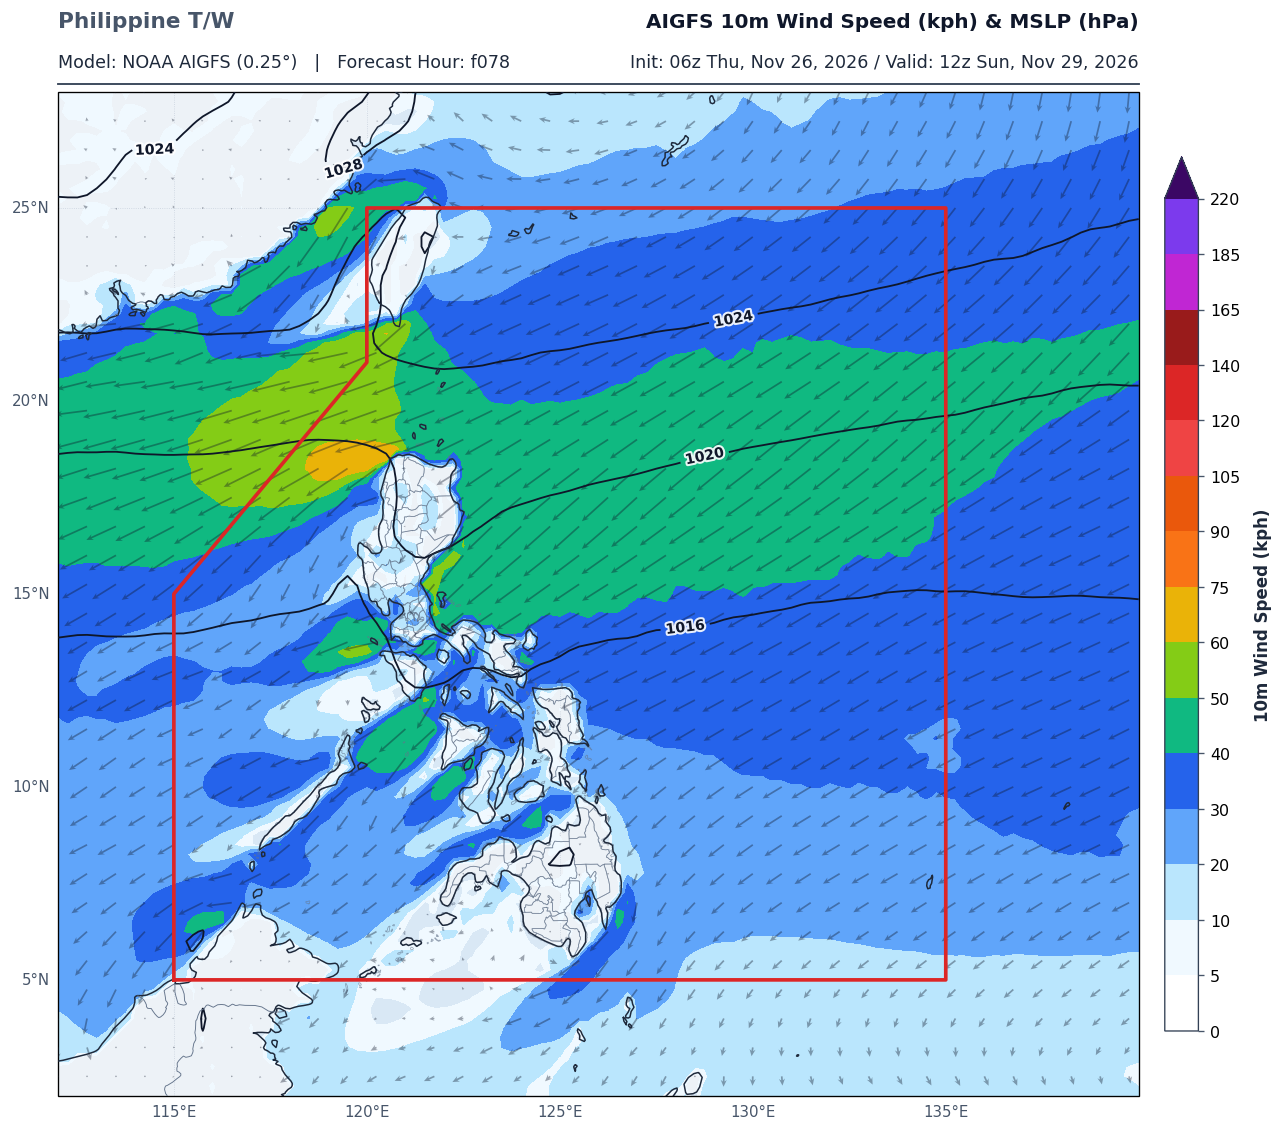 Philippine T/W
AIGFS 10m Wind Speed (kph) & MSLP (hPa)
Model: NOAA AIGFS (0.25°) | Forecast Hour: f078
Init: 06z Thu, Nov 26, 2026 / Valid: 12z Sun, Nov 29, 2026
1024
1028
1024
1020
1016
25°N
20°N
15°N
10°N
5°N
115°E
120°E
125°E
130°E
135°E
220
185
165
140
120
105
90
75
60
50
40
30
20
10
5
0
10m Wind Speed (kph)